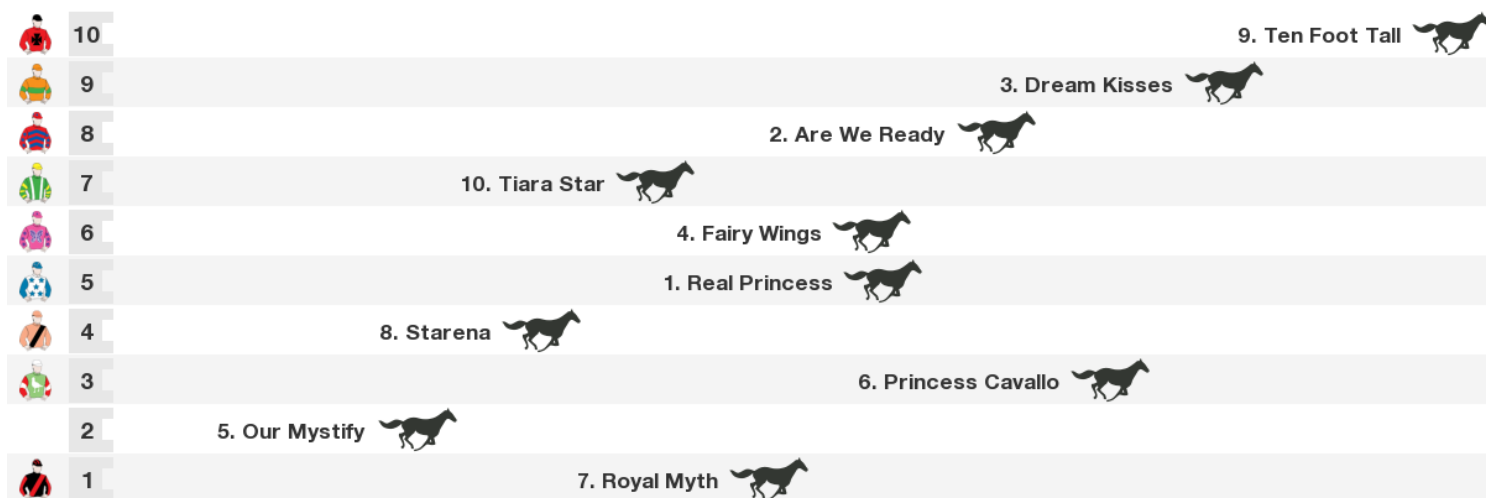 10 9. Ten Foot Tall
9 3. Dream Kisses
8 2. Are We Ready
7 10. Tiara Star
6 4. Fairy Wings
5 1. Real Princess
4 8. Starena
3 6. Princess Cavallo
2 5. Our Mystify
1 7. Royal Myth